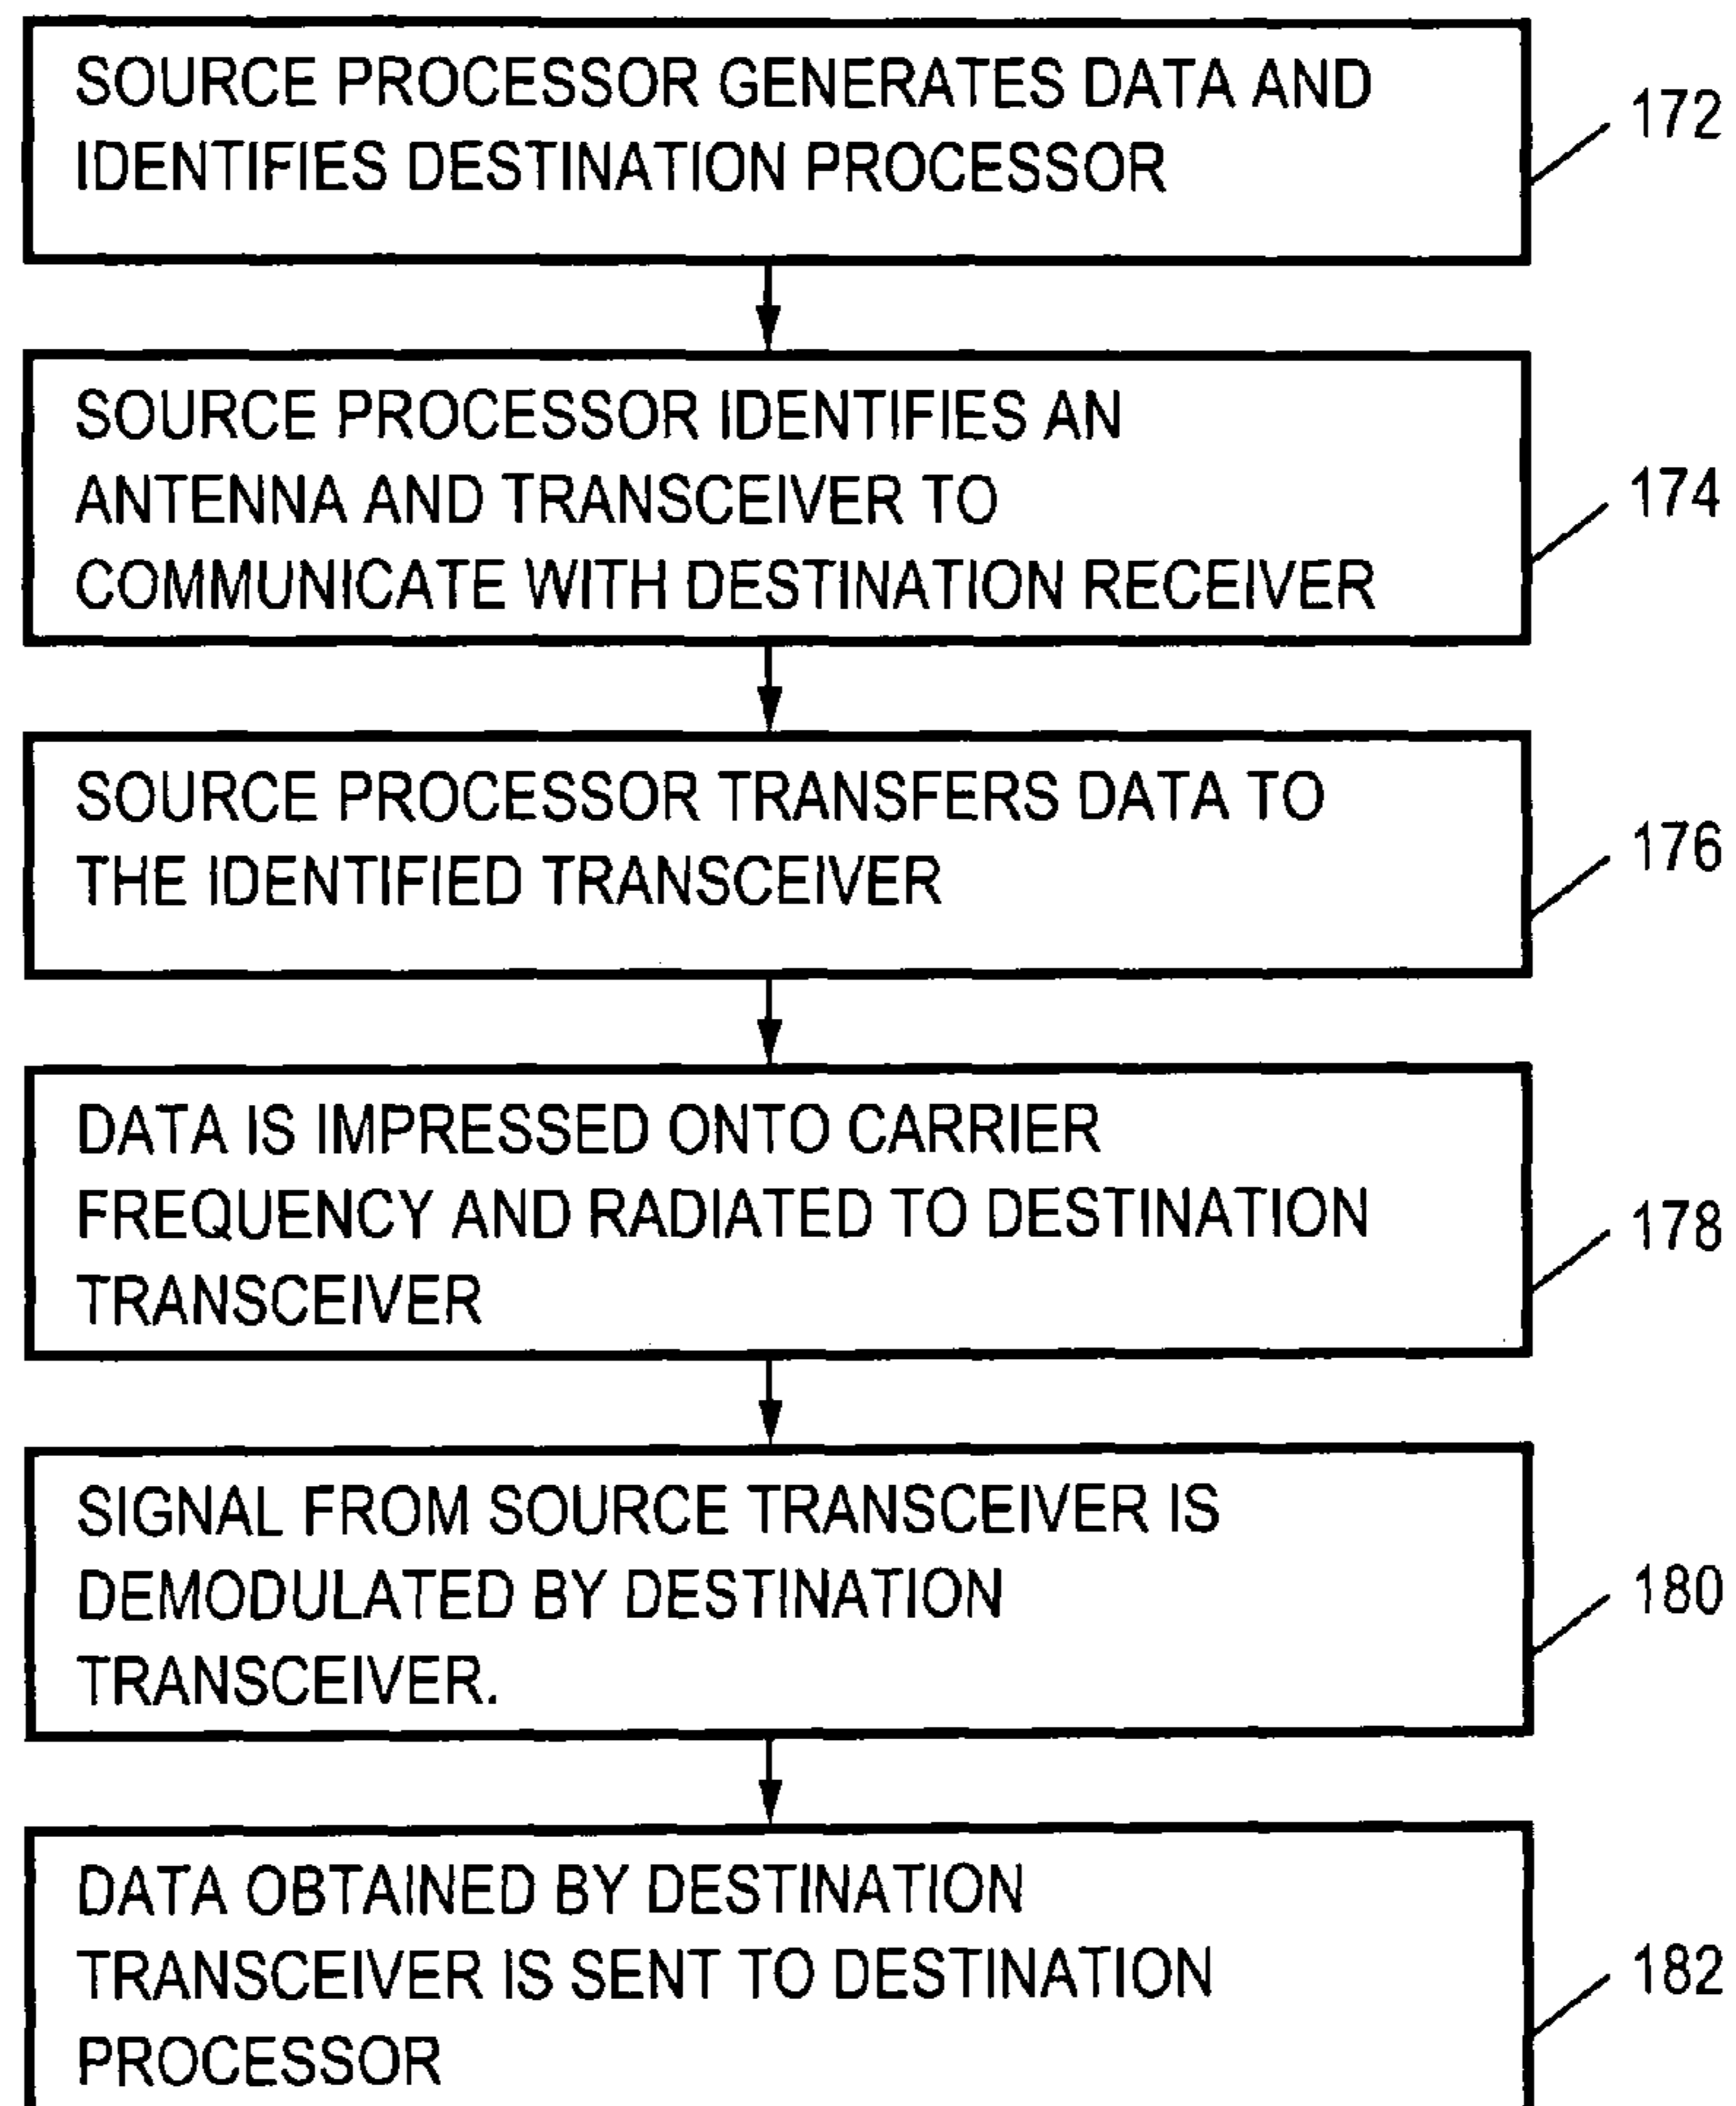 SOURCE PROCESSOR GENERATES DATA AND
IDENTIFIES DESTINATION PROCESSOR
172
SOURCE PROCESSOR IDENTIFIES AN
ANTENNA AND TRANSCEIVER TO
COMMUNICATE WITH DESTINATION RECEIVER
174
SOURCE PROCESSOR TRANSFERS DATA TO
THE IDENTIFIED TRANSCEIVER
176
DATA IS IMPRESSED ONTO CARRIER
FREQUENCY AND RADIATED TO DESTINATION
TRANSCEIVER
178
SIGNAL FROM SOURCE TRANSCEIVER IS
DEMODULATED BY DESTINATION
TRANSCEIVER.
180
DATA OBTAINED BY DESTINATION
TRANSCEIVER IS SENT TO DESTINATION
PROCESSOR
182